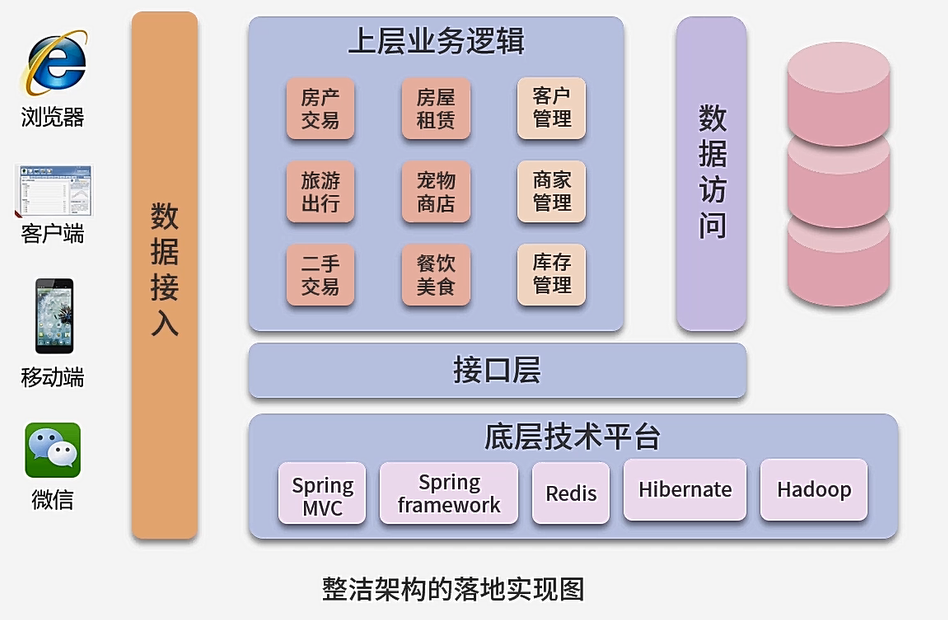 浏览器
客户端
移动端
微信
数据接入
上层业务逻辑
房产
交易
房屋
租赁
客户
管理
旅游
出行
宠物
商店
商家
管理
二手
交易
餐饮
美食
库存
管理
数据访问
接口层
底层技术平台
Spring
MVC
Spring
framework
Redis
Hibernate
Hadoop
整洁架构的落地实现图